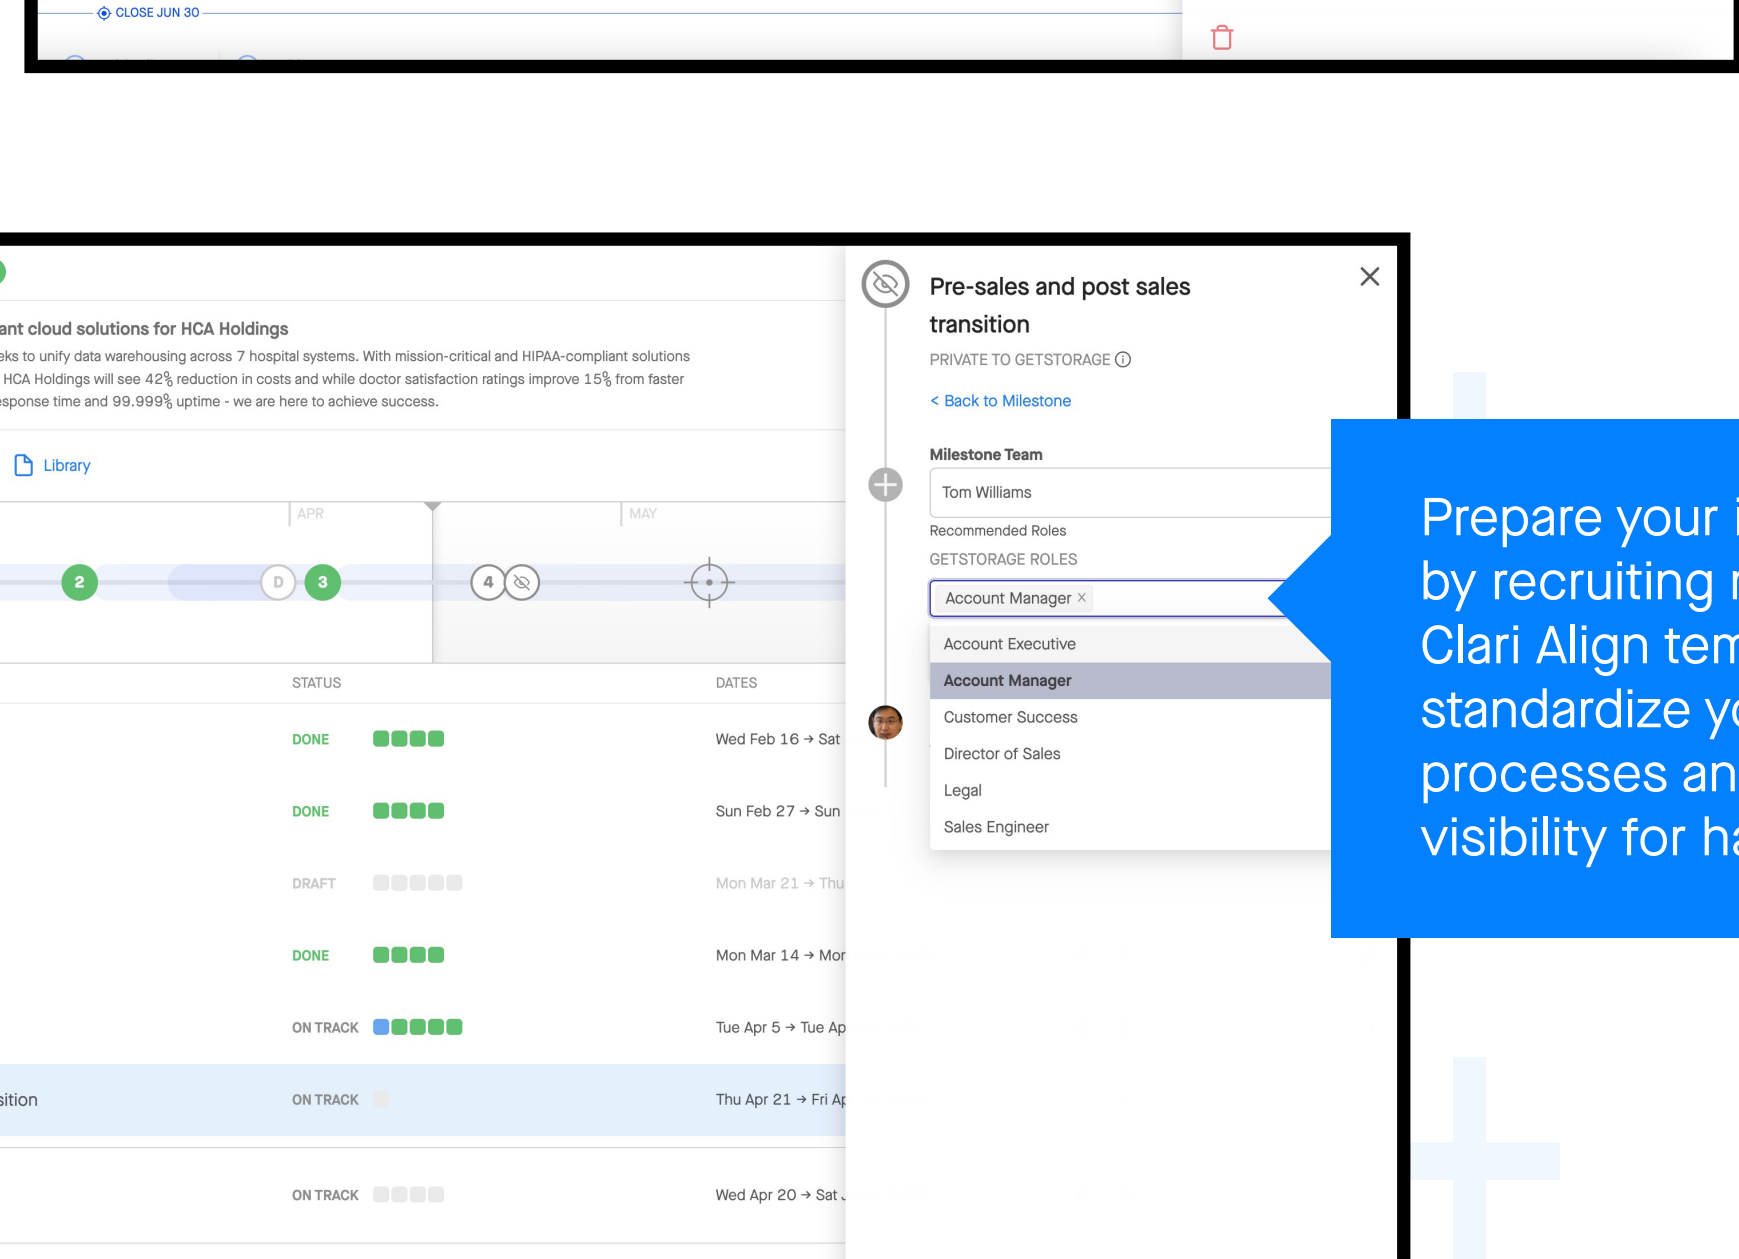 CLOSE JUN 30
cloud solutions for HCA Holdings
to unify data warehousing across 7 hospital systems. With mission-critical and HIPAA-compliant solutions
HCA Holdings will see 42% reduction in costs and while doctor satisfaction ratings improve 15% from faster
response time and 99.999% uptime - we are here to achieve success.
Library
APR
MAY
2
D
3
4
STATUS
DATES
DONE
Wed Feb 16 → Sat
DONE
Sun Feb 27 → Sun
DRAFT
Mon Mar 21 → Thu
DONE
Mon Mar 14 → Mon
ON TRACK
Tue Apr 5 → Tue Ap
sition
ON TRACK
Thu Apr 21 → Fri Ap
ON TRACK
Wed Apr 20 → Sat
Pre-sales and post sales
transition
PRIVATE TO GETSTORAGE
< Back to Milestone
Milestone Team
Tom Williams
Recommended Roles
GETSTORAGE ROLES
Account Manager ×
Account Executive
Account Manager
Customer Success
Director of Sales
Legal
Sales Engineer
Prepare your
by recruiting
Clari Align tem
standardize yo
processes an
visibility for ha